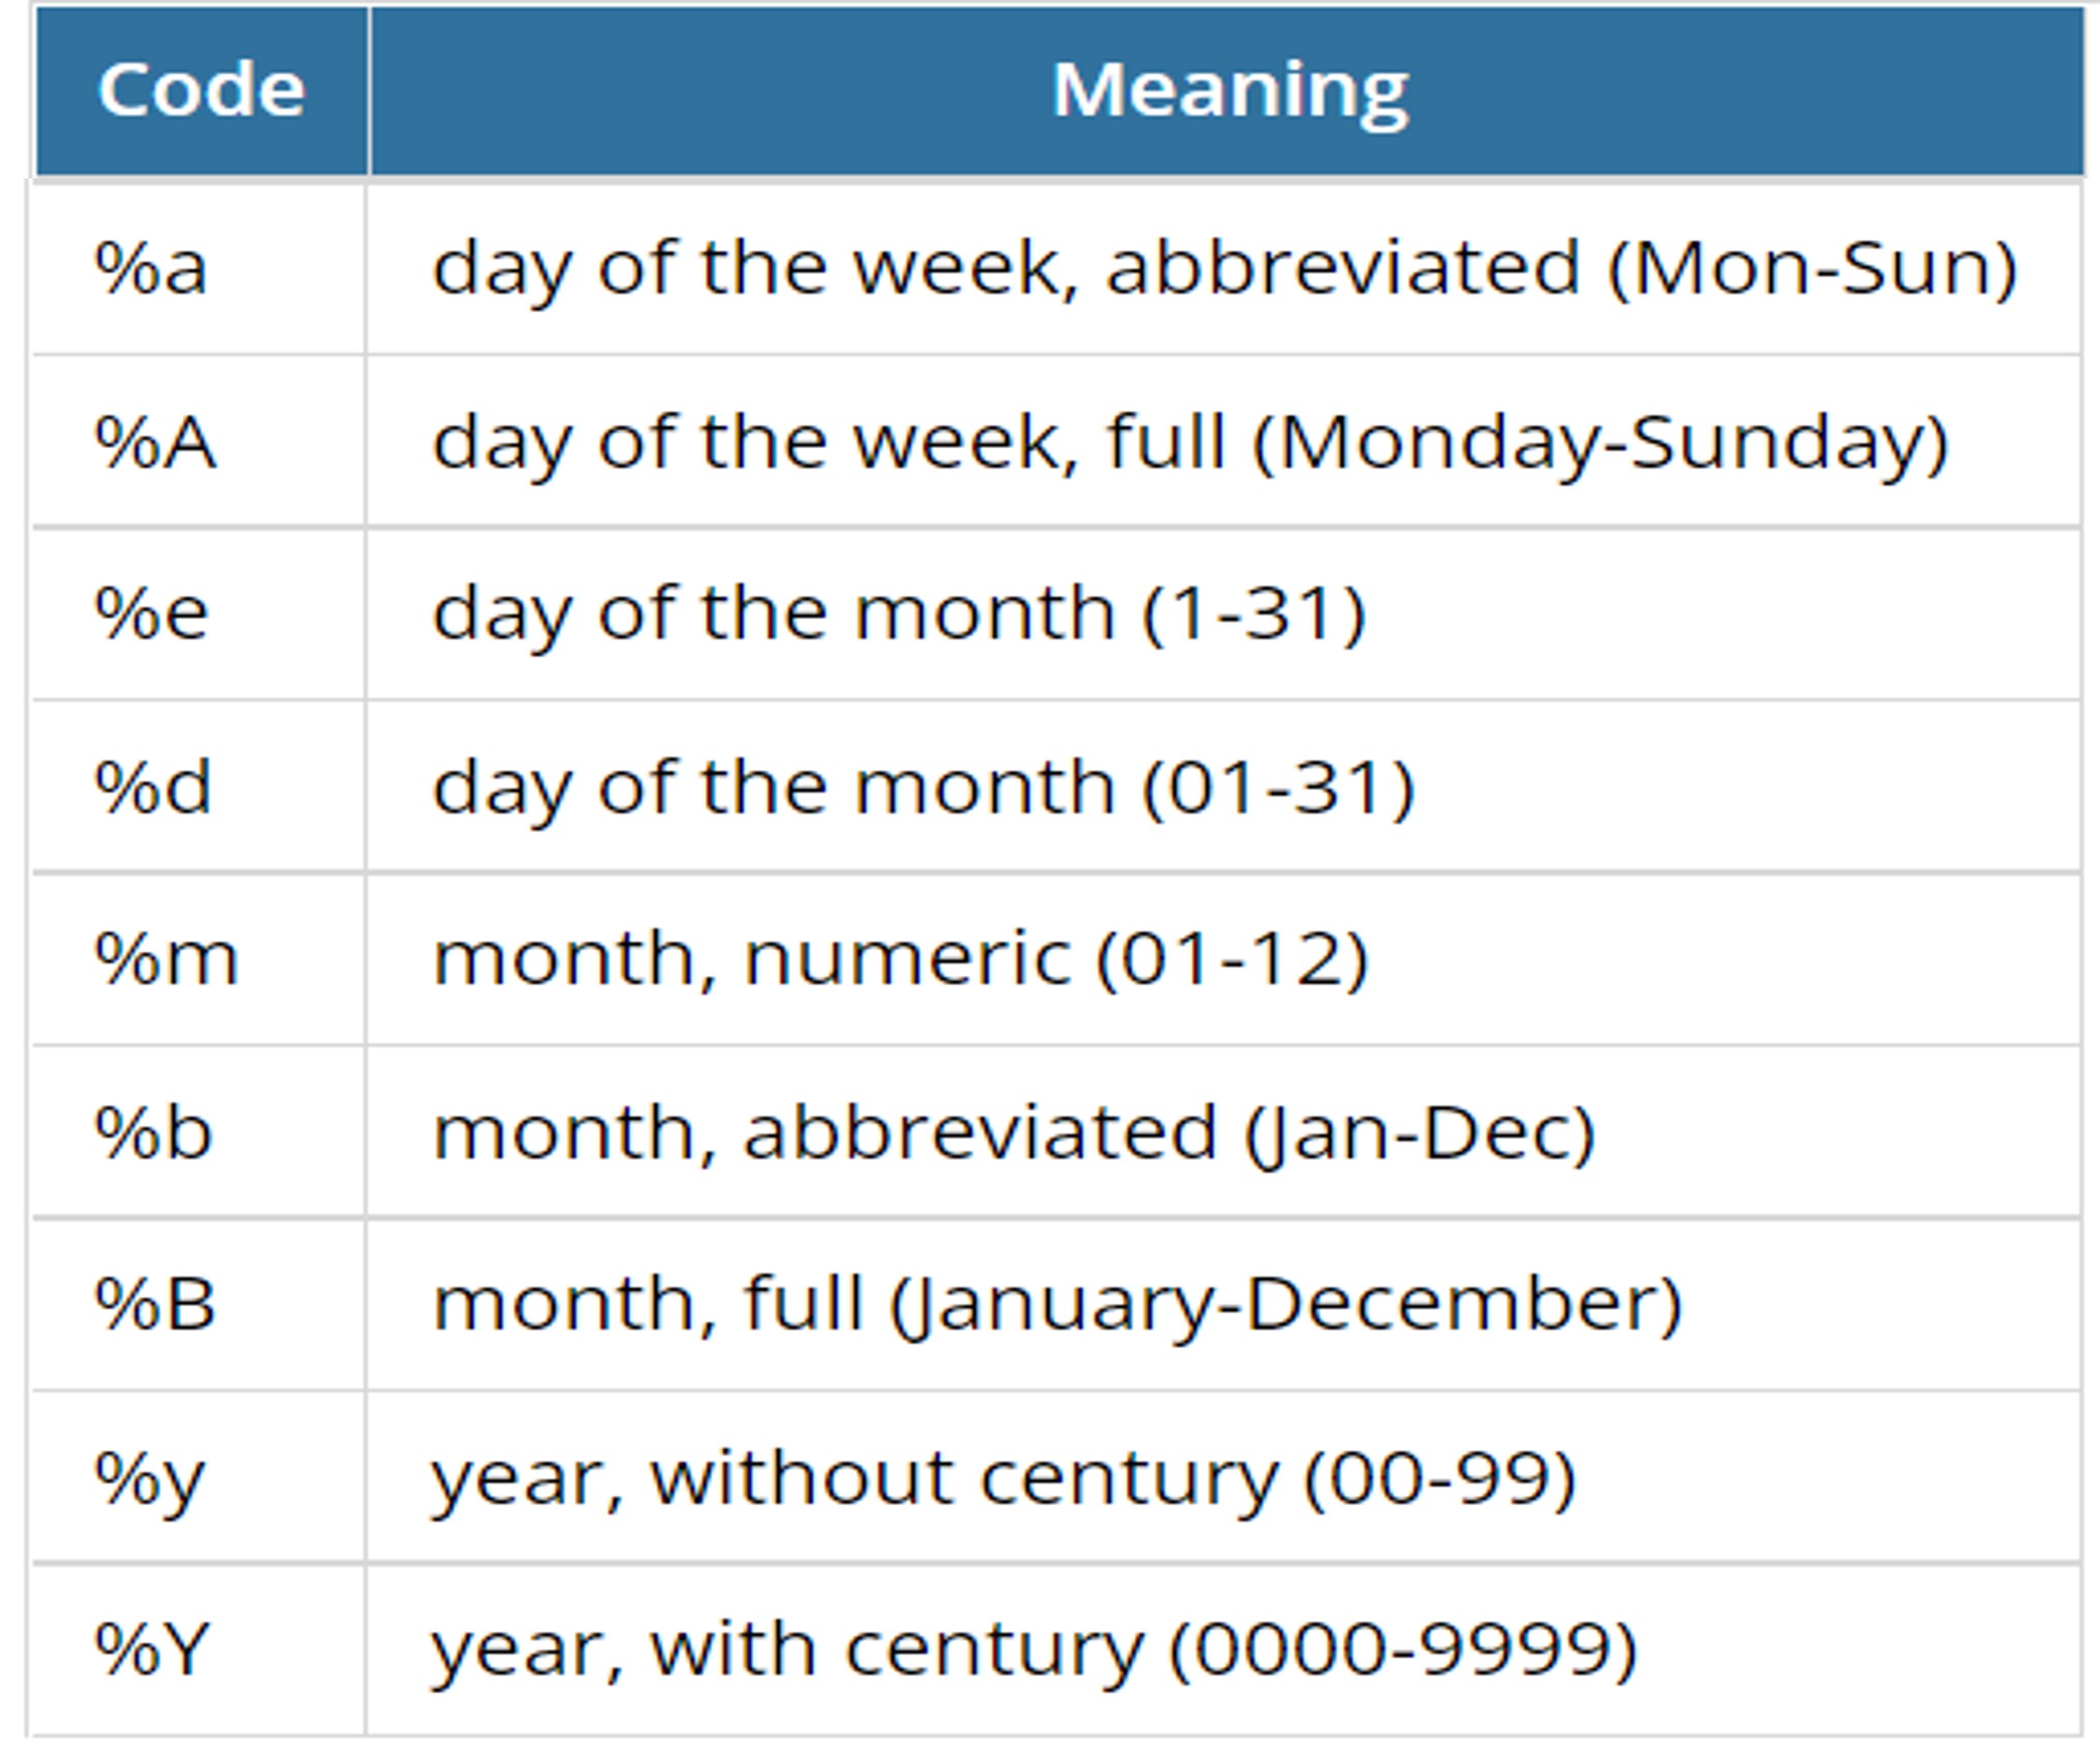 Code Meaning
%a day of the week, abbreviated (Mon-Sun)
%A day of the week, full (Monday-Sunday)
%e day of the month (1-31)
%d day of the month (01-31)
%m month, numeric (01-12)
%b month, abbreviated (Jan-Dec)
%B month, full (January-December)
%y year, without century (00-99)
%Y year, with century (0000-9999)